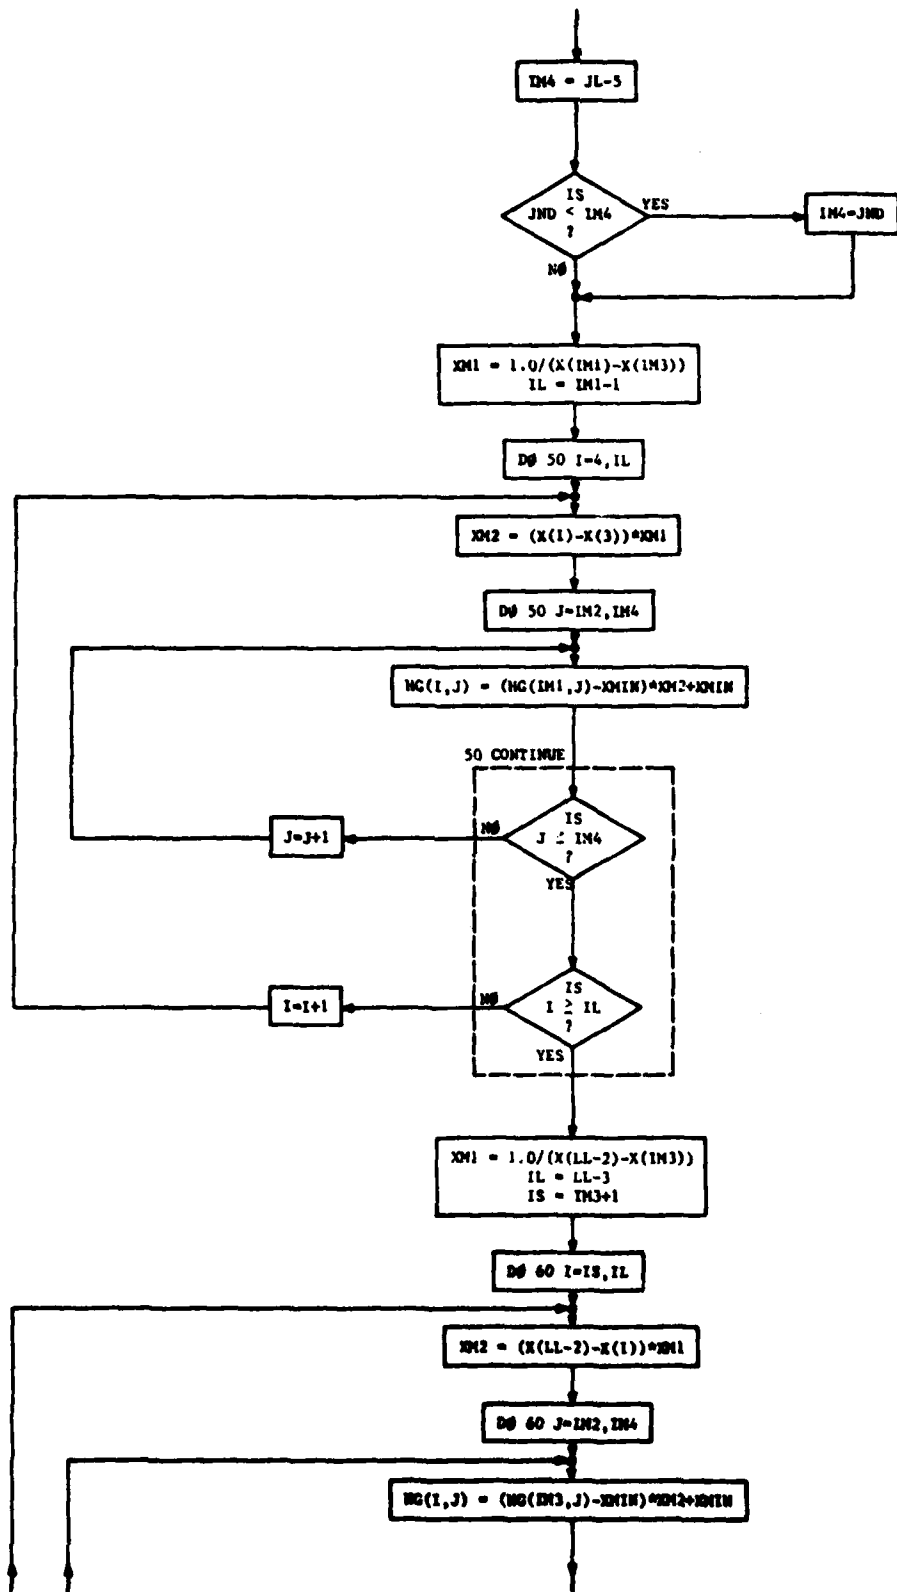 IM4 = JL-5
IS
JND < IM4
?
YES
IM4=JND
NØ
XM1 = 1.0/(X(IM1)-X(IM3))
IL = IM1-1
DØ 50 I=4,IL
XM2 = (X(I)-X(3))*XM1
DØ 50 J=IM2,IM4
HG(I,J) = (HG(IM1,J)-XMIN)*XM2+XMIN
50 CONTINUE
IS
J ≥ IM4
?
NØ
J=J+1
YES
IS
I ≥ IL
?
NØ
I=I+1
YES
XM1 = 1.0/(X(LL-2)-X(IM3))
IL = LL-3
IS = IM3+1
DØ 60 I=IS,IL
XM2 = (X(LL-2)-X(I))*XM1
DØ 60 J=IM2,IM4
HG(I,J) = (HG(IM3,J)-XMIN)*XM2+XMIN